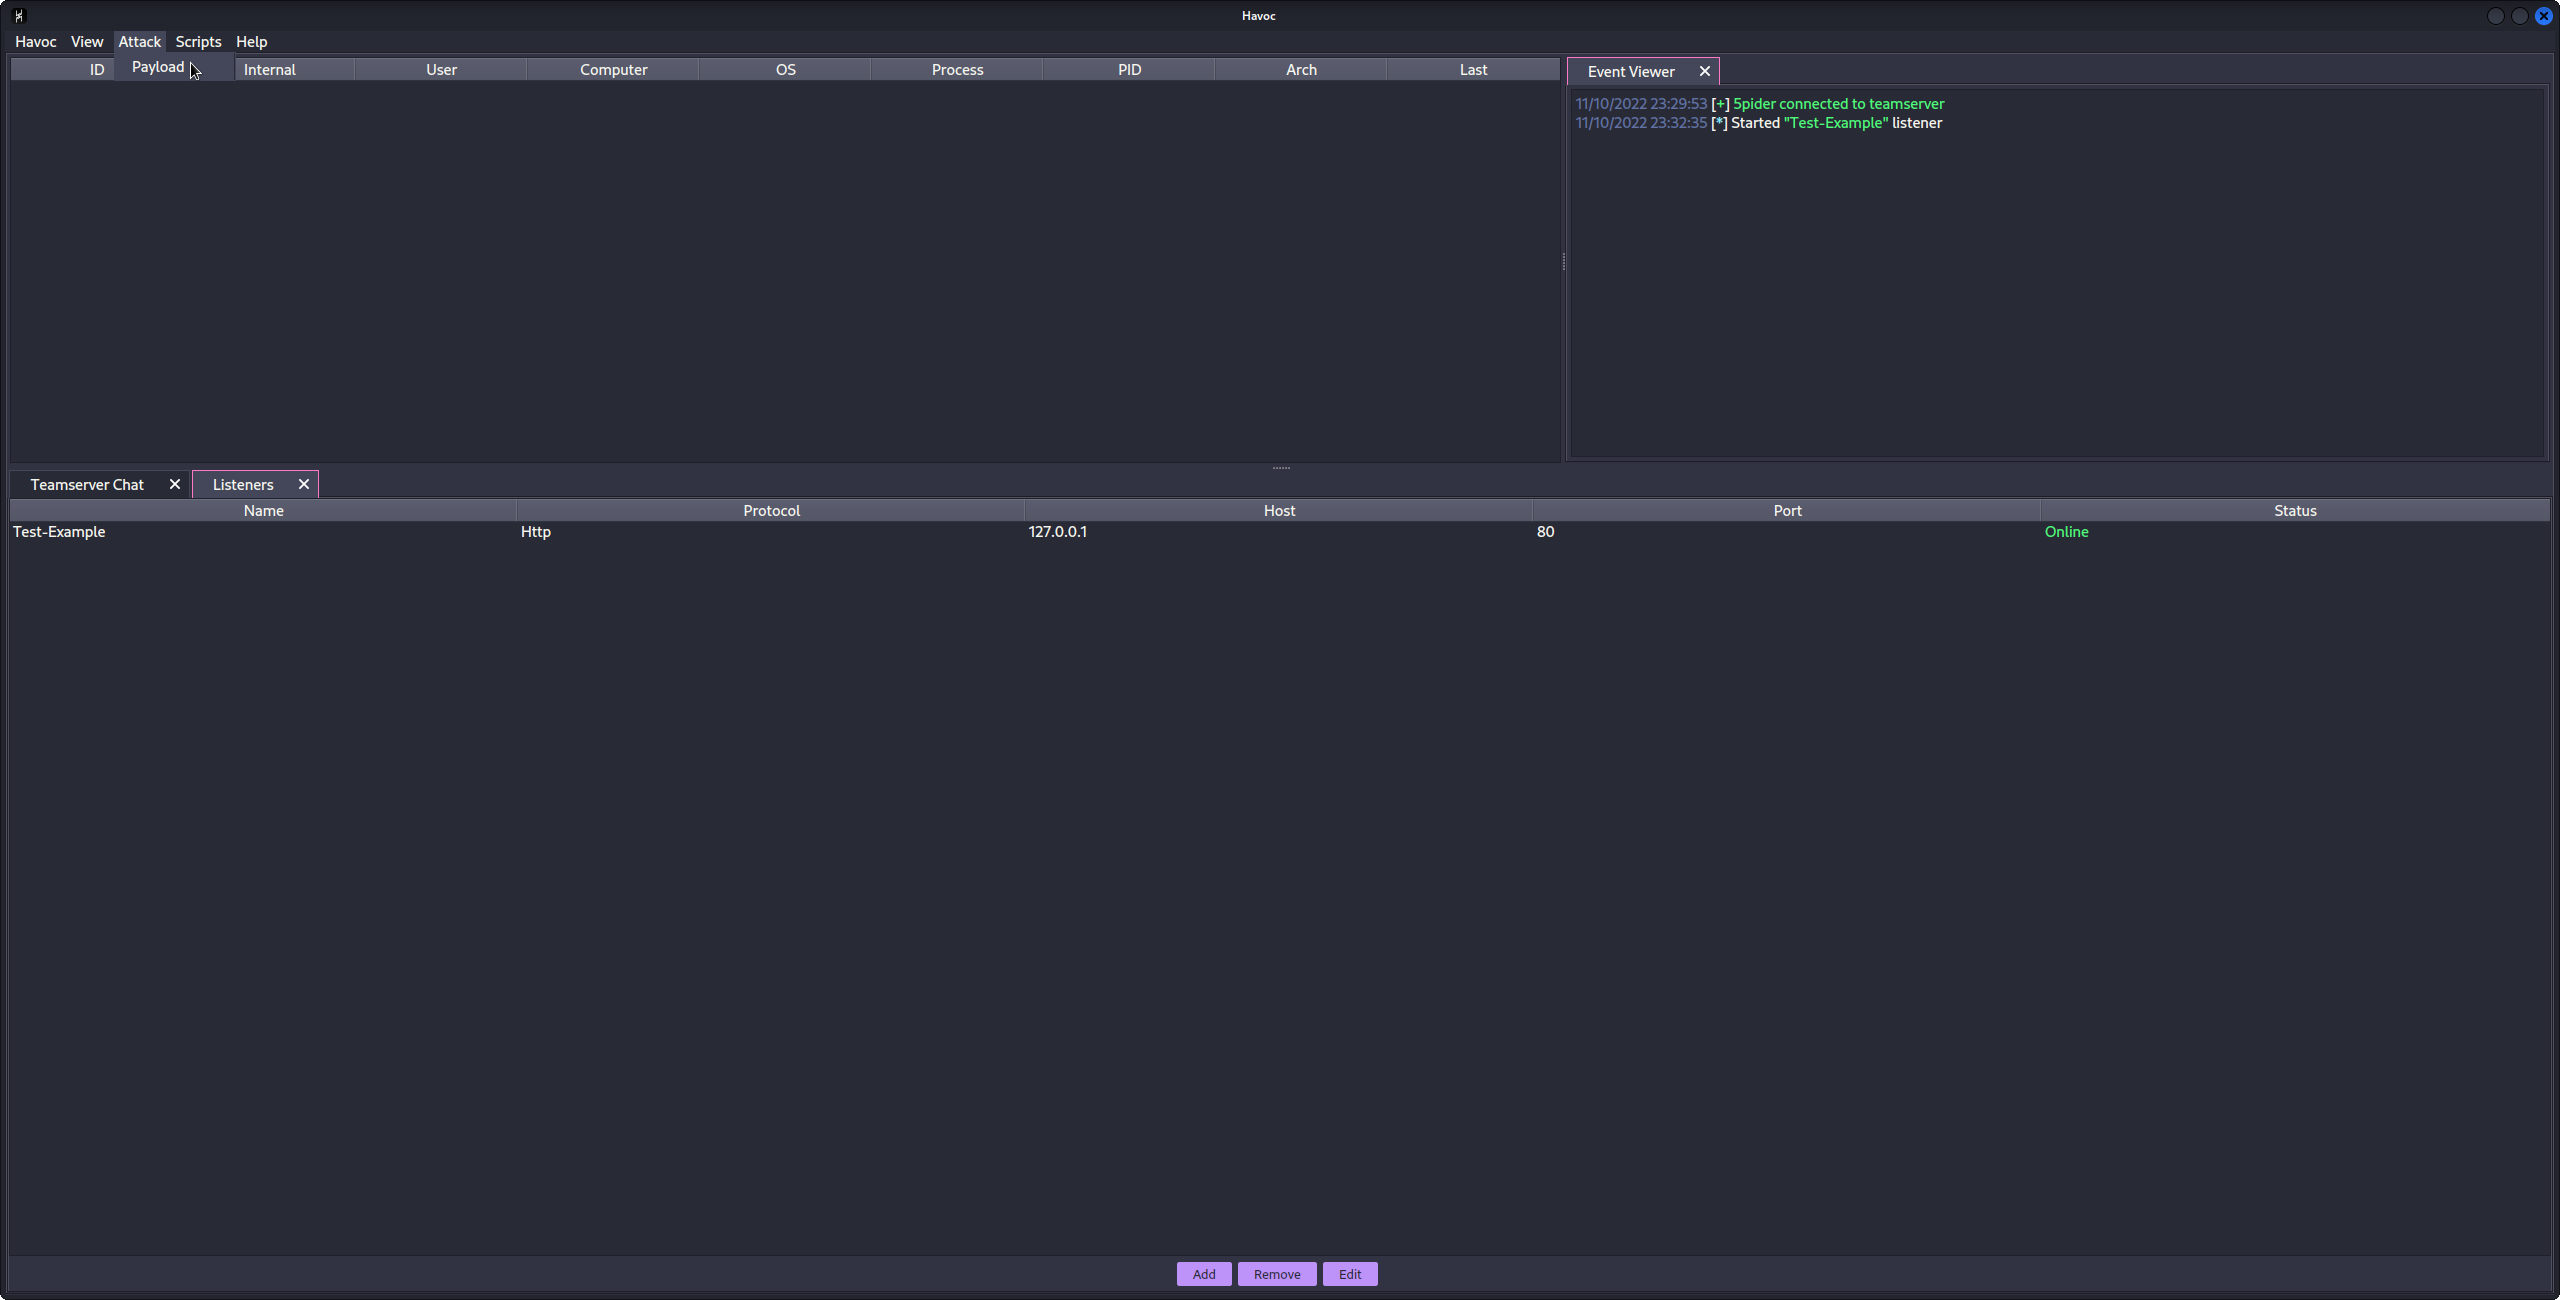 Havoc
Havoc View Attack Scripts Help
Payload
ID Internal User Computer OS Process PID Arch Last
Event Viewer
11/10/2022 23:29:53 [+] 5pider connected to teamserver
11/10/2022 23:32:35 [*] Started "Test-Example" listener
Teamserver Chat Listeners
Name Protocol Host Port Status
Test-Example Http 127.0.0.1 80 Online
Add Remove Edit